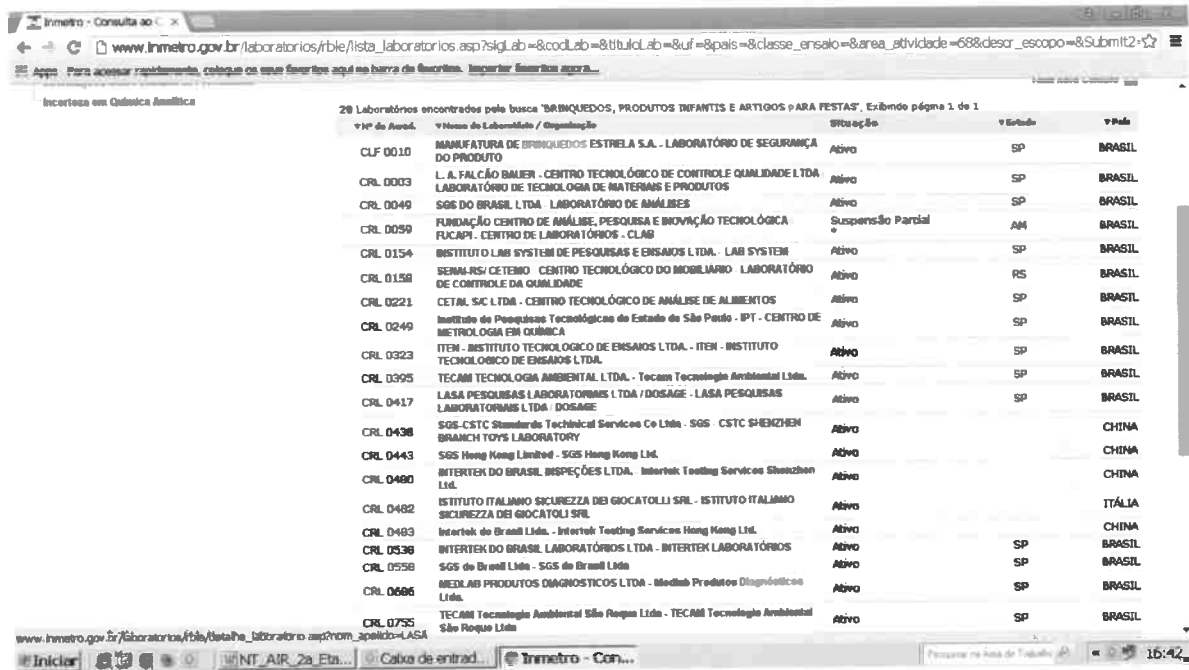 Inmetro - Consulta ao C ×
www.inmetro.gov.br/laboratorios/rble/lista_laboratorios.asp?sigLab=&codLab=&tituloLab=&uf=&pais=&classe_ensaio=&area_atividade=68&descr_escopo=&Submit2=
Apps Para acessar rapidamente, coloque os seus favoritos aqui na barra de favoritos. Importar favoritos agora...
Incerteza em Química Analítica
20 Laboratórios encontrados pela busca 'BRINQUEDOS, PRODUTOS INFANTIS E ARTIGOS PARA FESTAS', Exibindo página 1 de 1
Nº de Acred. Nome do Laboratório / Organização Situação Estado País
CLF 0010 MANUFATURA DE BRINQUEDOS ESTRELA S.A. - LABORATÓRIO DE SEGURANÇA DO PRODUTO Ativo SP BRASIL
CRL 0003 L. A. FALCÃO BAUER - CENTRO TECNOLÓGICO DE CONTROLE QUALIDADE LTDA LABORATÓRIO DE TECNOLOGIA DE MATERIAIS E PRODUTOS Ativo SP BRASIL
CRL 0049 SGS DO BRASIL LTDA LABORATÓRIO DE ANÁLISES Ativo SP BRASIL
CRL 0059 FUNDAÇÃO CENTRO DE ANÁLISE, PESQUISA E INOVAÇÃO TECNOLÓGICA FUCAPI - CENTRO DE LABORATÓRIOS - CLAB Suspensão Parcial * AM BRASIL
CRL 0154 INSTITUTO LAB SYSTEM DE PESQUISAS E ENSAIOS LTDA. - LAB SYSTEM Ativo SP BRASIL
CRL 0158 SENAI-RS/ CETEMO CENTRO TECNOLÓGICO DO MOBILIÁRIO LABORATÓRIO DE CONTROLE DA QUALIDADE Ativo RS BRASIL
CRL 0221 CETAL S/C LTDA - CENTRO TECNOLÓGICO DE ANÁLISE DE ALIMENTOS Ativo SP BRASIL
CRL 0249 Instituto de Pesquisas Tecnológicas do Estado de São Paulo - IPT - CENTRO DE METROLOGIA EM QUÍMICA Ativo SP BRASIL
CRL 0323 ITEN - INSTITUTO TECNOLOGICO DE ENSAIOS LTDA. - ITEN - INSTITUTO TECNOLOGICO DE ENSAIOS LTDA. Ativo SP BRASIL
CRL 0395 TECAM TECNOLOGIA AMBIENTAL LTDA. - Tecam Tecnologia Ambiental Ltda. Ativo SP BRASIL
CRL 0417 LASA PESQUISAS LABORATORIAIS LTDA / DOSAGE - LASA PESQUISAS LABORATORIAIS LTDA / DOSAGE Ativo SP BRASIL
CRL 0438 SGS-CSTC Standards Techinical Services Co Ltda - SGS - CSTC SHENZHEN BRANCH TOYS LABORATORY Ativo CHINA
CRL 0443 SGS Hong Kong Limited - SGS Hong Kong Ltd. Ativo CHINA
CRL 0480 INTERTEK DO BRASIL INSPEÇÕES LTDA. - Intertek Testing Services Shenzhen Ltd. Ativo CHINA
CRL 0482 ISTITUTO ITALIANO SICUREZZA DEI GIOCATOLLI SRL - ISTITUTO ITALIANO SICUREZZA DEI GIOCATOLI SRL Ativo ITÁLIA
CRL 0483 Intertek do Brasil Ltda. - Intertek Testing Services Hong Kong Ltd. Ativo CHINA
CRL 0538 INTERTEK DO BRASIL LABORATÓRIOS LTDA - INTERTEK LABORATÓRIOS Ativo SP BRASIL
CRL 0558 SGS do Brasil Ltda - SGS do Brasil Ltda Ativo SP BRASIL
CRL 0686 MEDLAB PRODUTOS DIAGNOSTICOS LTDA - Medlab Produtos Diagnósticos Ltda. Ativo SP BRASIL
CRL 0755 TECAM Tecnologia Ambiental São Roque Ltda - TECAM Tecnologia Ambiental São Roque Ltda Ativo SP BRASIL
www.inmetro.gov.br/laboratorios/rble/detalhe_laboratorio.asp?nom_apelido=LASA
Iniciar NT_AIR_2a_Eta... Caixa de entrad... Inmetro - Con... Pesquisar na Área de Trabalho 16:42